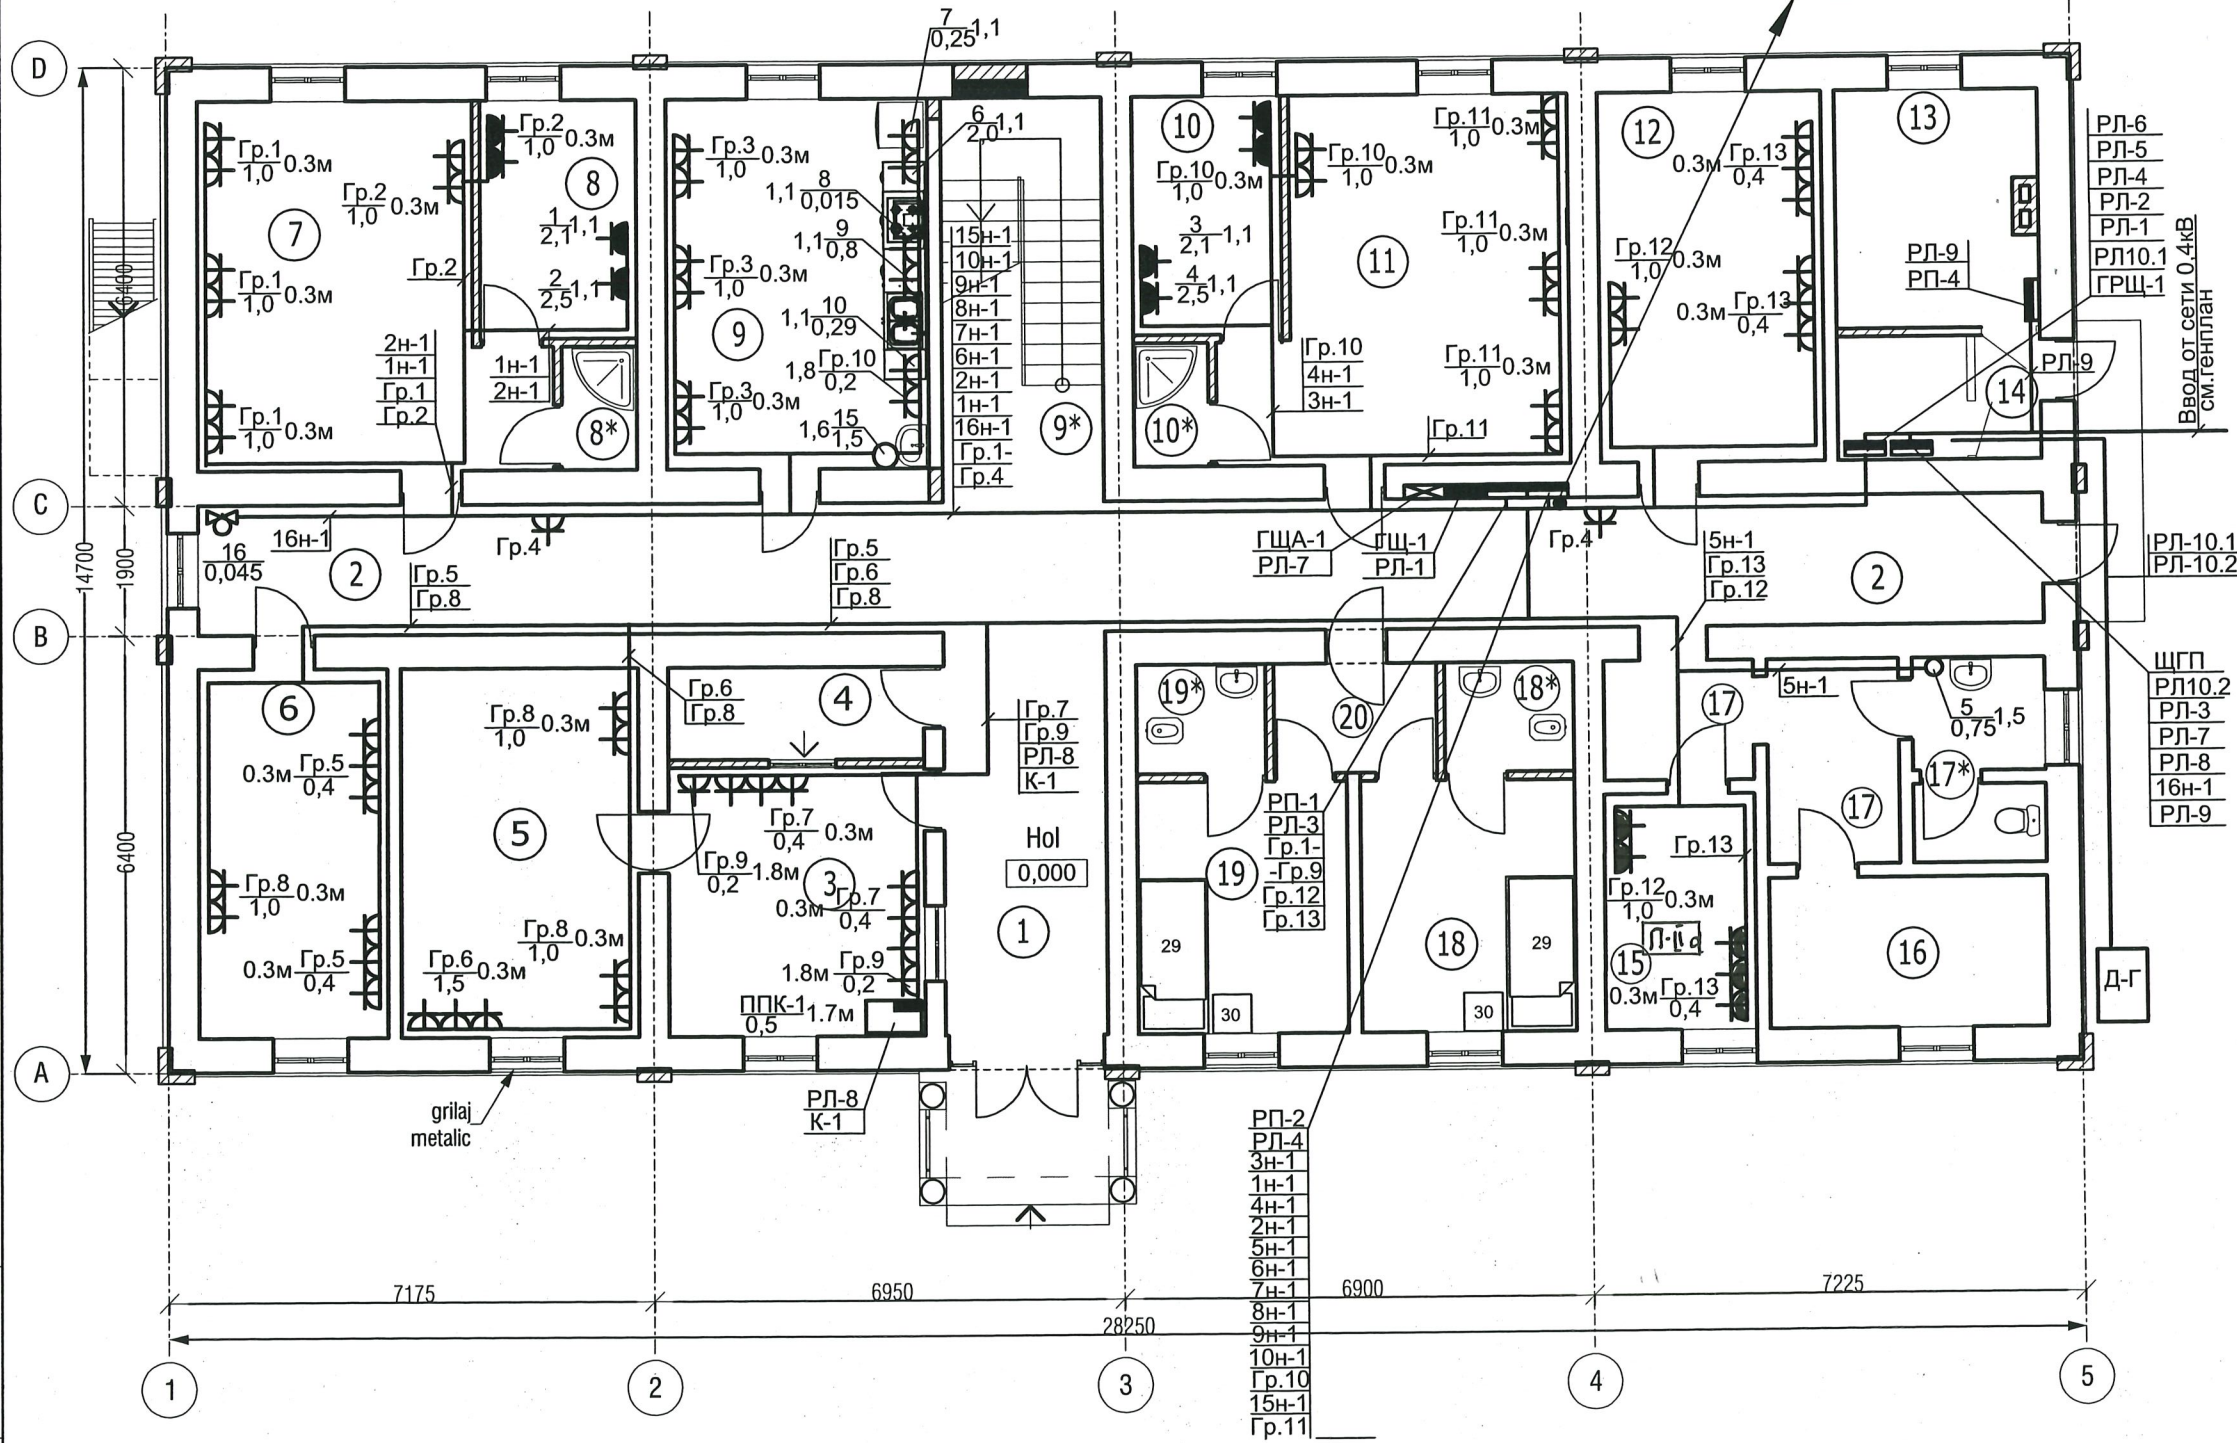 7
0,25 1,1
D
6
2,0 1,1
Гр.1
1,0 0.3м
Гр.2
1,0 0.3м
Гр.2
1,0 0.3м
8
7
1
2,1 1,1
2
2,5 1,1
Гр.2
2н-1
1н-1
Гр.1
Гр.2
1н-1
2н-1
8*
Гр.1
1,0 0.3м
Гр.1
1,0 0.3м
Гр.3
1,0 0.3м
Гр.3
1,0 0.3м
Гр.3
1,0 0.3м
9
1,1 8
0,015
1,1 9
0,8
1,1 10
0,29
1,8 Гр.10
0,2
1,6 15
1,5
15н-1
10н-1
9н-1
8н-1
7н-1
6н-1
2н-1
1н-1
16н-1
Гр.1-
Гр.4
9*
10
Гр.10
1,0 0.3м
3
2,1 1,1
4
2,5 1,1
10*
Гр.10
1,0 0.3м
Гр.11
1,0 0.3м
Гр.11
1,0 0.3м
Гр.11
1,0 0.3м
11
Гр.10
4н-1
3н-1
Гр.11
12
0.3м Гр.13
0,4
Гр.12
1,0 0.3м
0.3м Гр.13
0,4
13
РЛ-9
РП-4
14
РЛ-9
РЛ-6
РЛ-5
РЛ-4
РЛ-2
РЛ-1
РЛ10.1
ГРЩ-1
Ввод от сети 0,4кВ
см.генплан
6400
14700
1900
6400
C
B
A
16
0,045
16н-1
2
Гр.4
Гр.5
Гр.8
Гр.5
Гр.6
Гр.8
ГЩА-1
РЛ-7
ГЩ-1
РЛ-1
Гр.4
5н-1
Гр.13
Гр.12
2
РЛ-10.1
РЛ-10.2
6
0.3м Гр.5
0,4
Гр.8
1,0 0.3м
0.3м Гр.5
0,4
Гр.8
1,0 0.3м
5
Гр.8
1,0 0.3м
Гр.6
1,5 0.3м
Гр.6
Гр.8
4
Гр.7
0,4 0.3м
Гр.9
0,2 1.8м
3
0.3м Гр.7
0,4
1.8м Гр.9
0,2
ППК-1
0,5 1.7м
Гр.7
Гр.9
РЛ-8
К-1
Hol
0,000
1
19*
20
18*
19
29
30
РП-1
РЛ-3
Гр.1-
-Гр.9
Гр.12
Гр.13
18
29
30
17
5н-1
5
0,75 1,5
17*
17
Гр.13
Гр.12
1,0 0.3м
П-IIа
15
0.3м Гр.13
0,4
16
ЩГП
РЛ10.2
РЛ-3
РЛ-7
РЛ-8
16н-1
РЛ-9
Д-Г
grilaj
metalic
РЛ-8
К-1
РП-2
РЛ-4
3н-1
1н-1
4н-1
2н-1
5н-1
6н-1
7н-1
8н-1
9н-1
10н-1
Гр.10
15н-1
Гр.11
7175
6950
6900
7225
28250
1
2
3
4
5